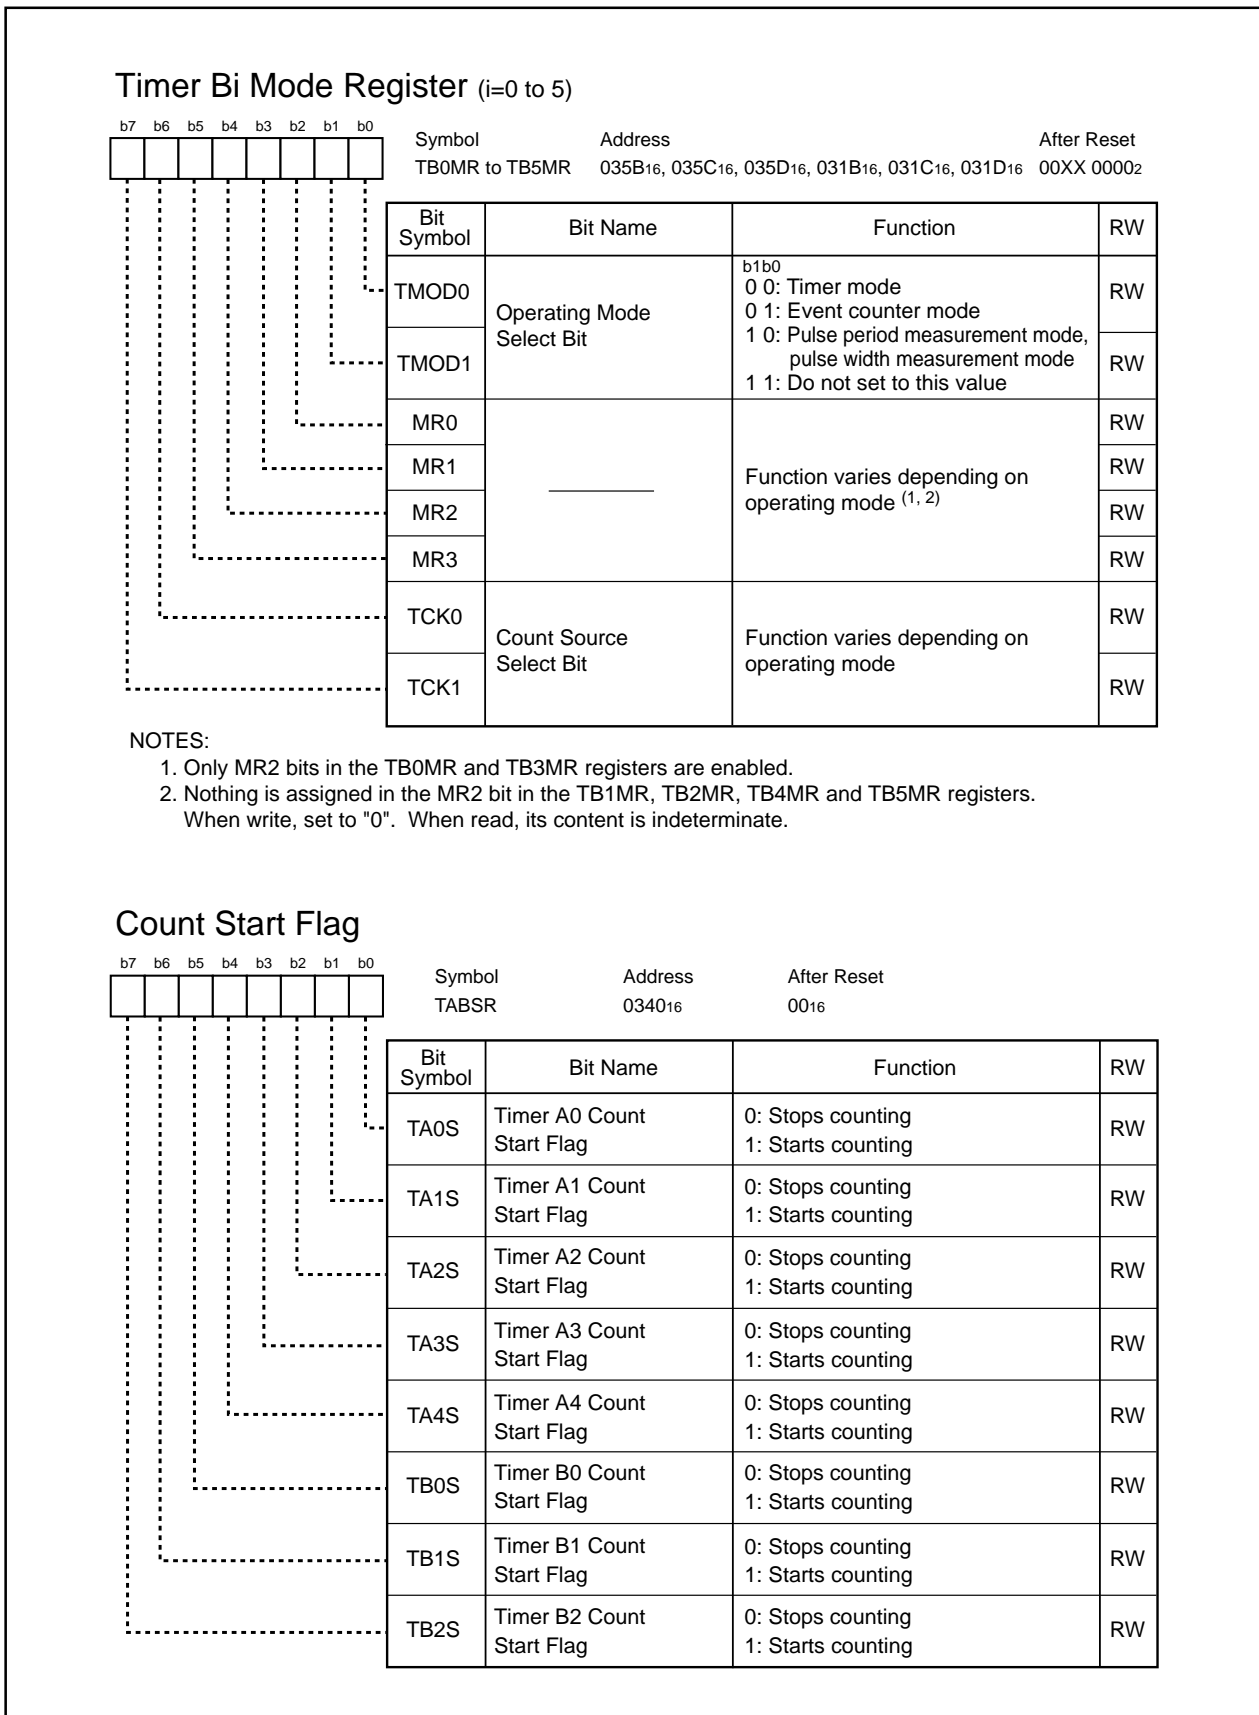 Timer Bi Mode Register (i=0 to 5)
b7 b6 b5 b4 b3 b2 b1 b0
Symbol Address After Reset
TB0MR to TB5MR 035B16, 035C16, 035D16, 031B16, 031C16, 031D16 00XX 00002
Bit Symbol Bit Name Function RW
TMOD0 RW
TMOD1 RW
Operating Mode
Select Bit
b1b0
0 0: Timer mode
0 1: Event counter mode
1 0: Pulse period measurement mode,
pulse width measurement mode
1 1: Do not set to this value
MR0 RW
MR1 RW
MR2 RW
MR3 RW
Function varies depending on
operating mode (1, 2)
TCK0 RW
TCK1 RW
Count Source
Select Bit
Function varies depending on
operating mode
NOTES:
1. Only MR2 bits in the TB0MR and TB3MR registers are enabled.
2. Nothing is assigned in the MR2 bit in the TB1MR, TB2MR, TB4MR and TB5MR registers.
When write, set to "0". When read, its content is indeterminate.
Count Start Flag
b7 b6 b5 b4 b3 b2 b1 b0
Symbol Address After Reset
TABSR 034016 0016
Bit Symbol Bit Name Function RW
TA0S Timer A0 Count Start Flag 0: Stops counting RW
1: Starts counting
TA1S Timer A1 Count Start Flag 0: Stops counting RW
1: Starts counting
TA2S Timer A2 Count Start Flag 0: Stops counting RW
1: Starts counting
TA3S Timer A3 Count Start Flag 0: Stops counting RW
1: Starts counting
TA4S Timer A4 Count Start Flag 0: Stops counting RW
1: Starts counting
TB0S Timer B0 Count Start Flag 0: Stops counting RW
1: Starts counting
TB1S Timer B1 Count Start Flag 0: Stops counting RW
1: Starts counting
TB2S Timer B2 Count Start Flag 0: Stops counting RW
1: Starts counting